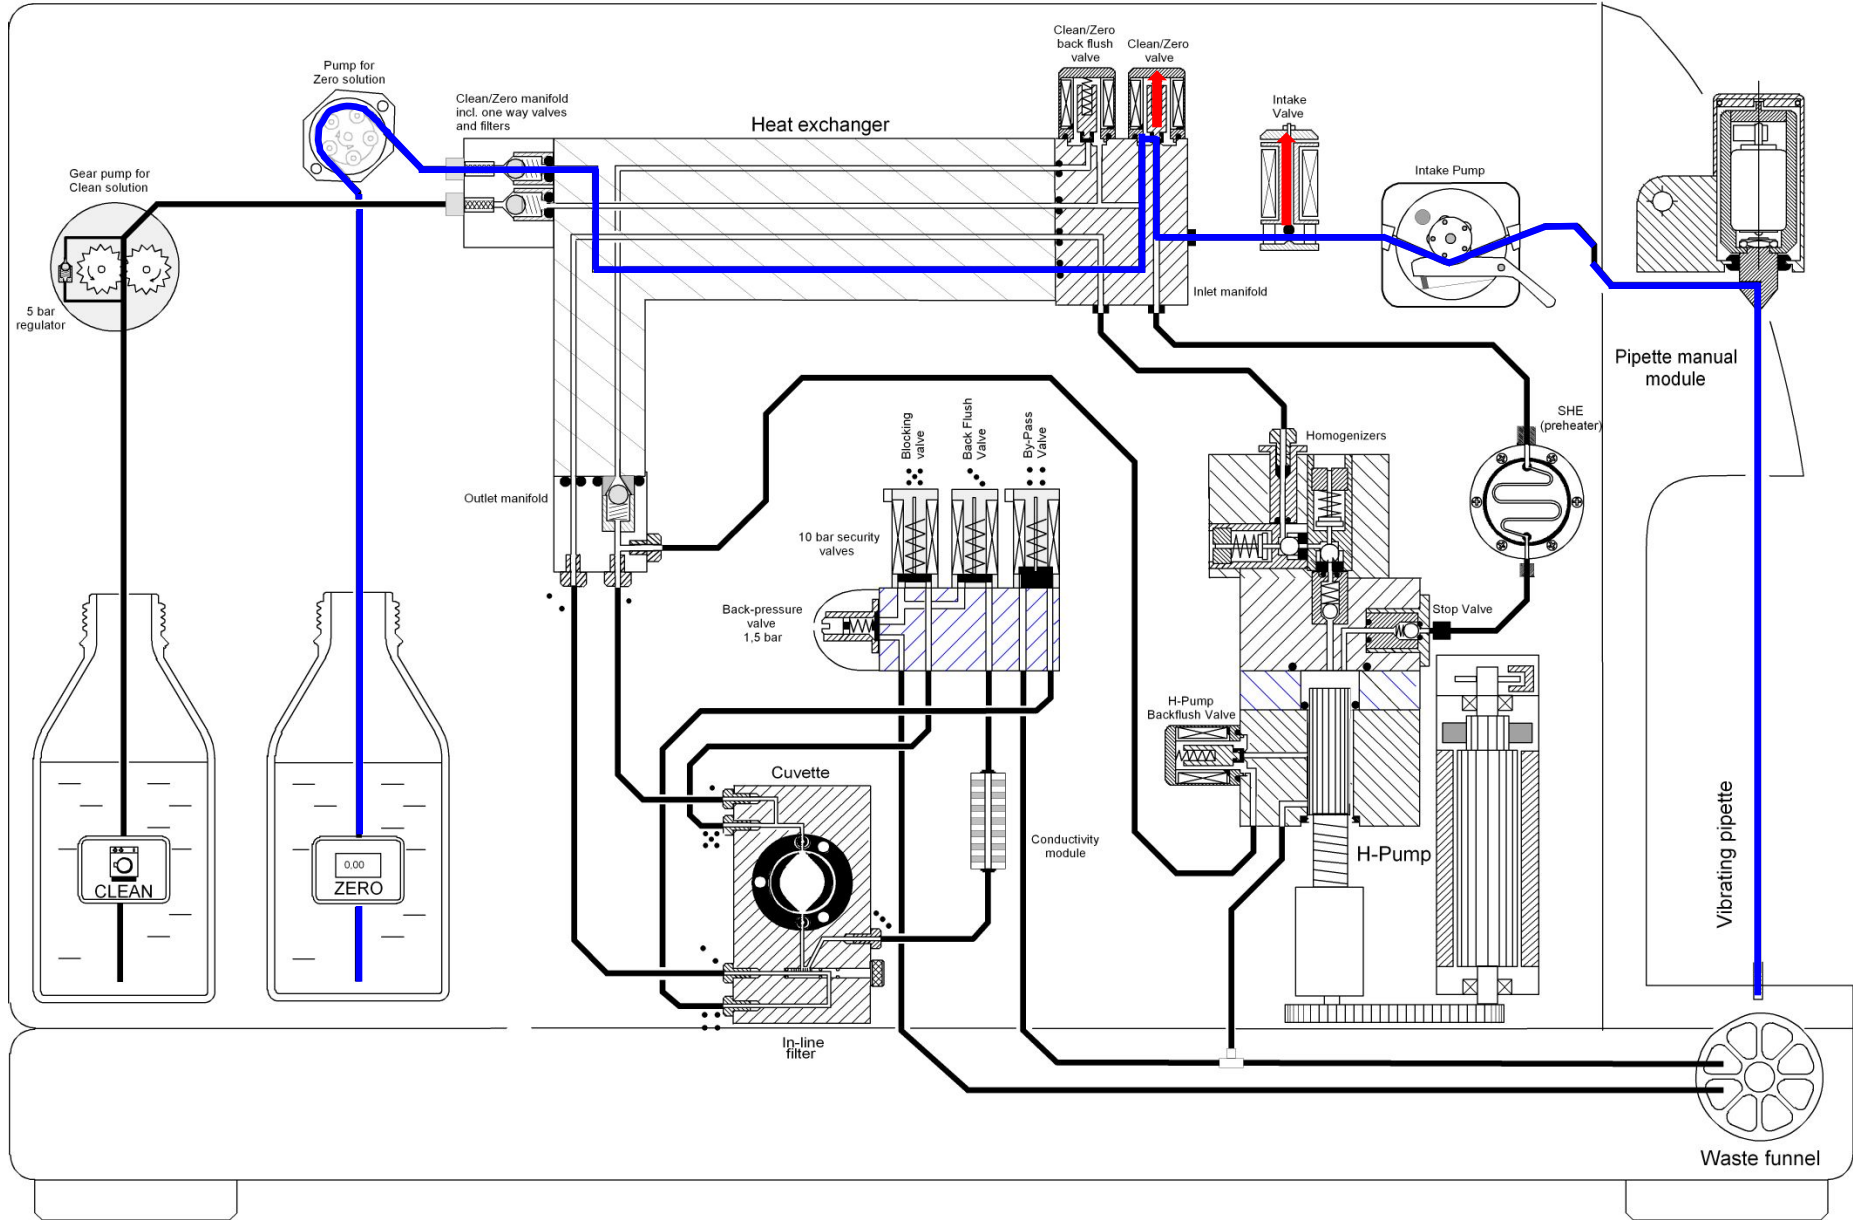 Clean/Zero
back flush
valve
Clean/Zero
valve
Pump for
Zero solution
Clean/Zero manifold
incl. one way valves
and filters
Heat exchanger
Intake
Valve
Gear pump for
Clean solution
Intake Pump
5 bar
regulator
Inlet manifold
Pipette manual
module
SHE
(preheater)
Blocking
valve
Back Flush
Valve
By-Pass
Valve
Homogenizers
Outlet manifold
10 bar security
valves
Back-pressure
valve
1,5 bar
Stop Valve
H-Pump
Backflush Valve
Cuvette
Conductivity
module
H-Pump
CLEAN
0,00
ZERO
Vibrating pipette
In-line
filter
Waste funnel